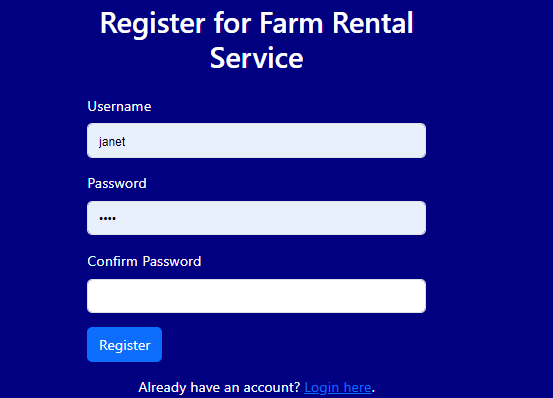 Register for Farm Rental
Service
Username
janet
Password
••••
Confirm Password
Register
Already have an account? Login here.